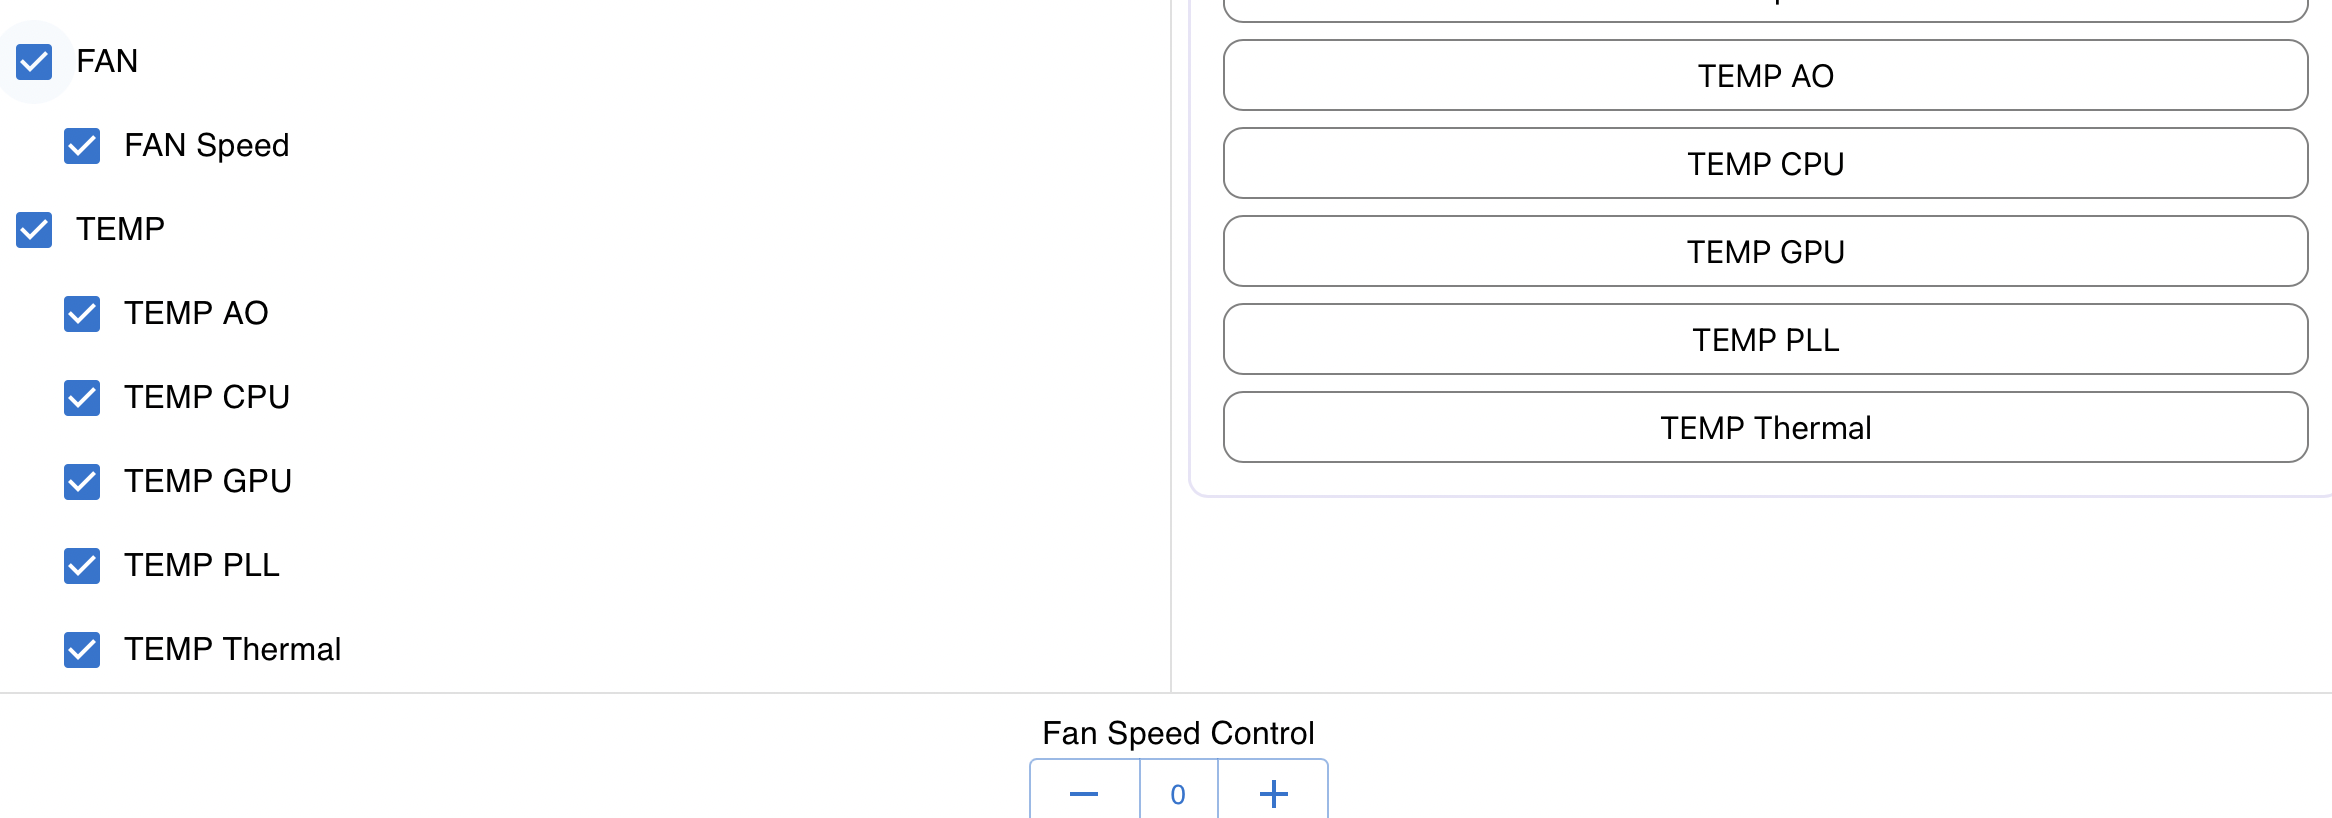 FAN
FAN Speed
TEMP
TEMP AO
TEMP CPU
TEMP GPU
TEMP PLL
TEMP Thermal
TEMP AO
TEMP CPU
TEMP GPU
TEMP PLL
TEMP Thermal
Fan Speed Control
0